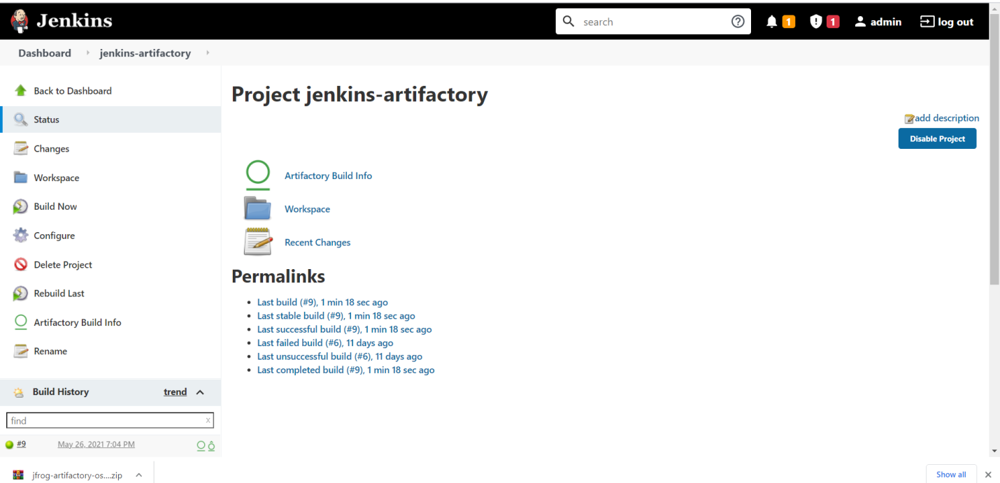 Jenkins
search
1
1
admin
log out
Dashboard
jenkins-artifactory
Back to Dashboard
Status
Changes
Workspace
Build Now
Configure
Delete Project
Rebuild Last
Artifactory Build Info
Rename
Build History
trend
find
x
#9
May 26, 2021 7:04 PM
Project jenkins-artifactory
add description
Disable Project
Artifactory Build Info
Workspace
Recent Changes
Permalinks
Last build (#9), 1 min 18 sec ago
Last stable build (#9), 1 min 18 sec ago
Last successful build (#9), 1 min 18 sec ago
Last failed build (#6), 11 days ago
Last unsuccessful build (#6), 11 days ago
Last completed build (#9), 1 min 18 sec ago
jfrog-artifactory-os....zip
Show all